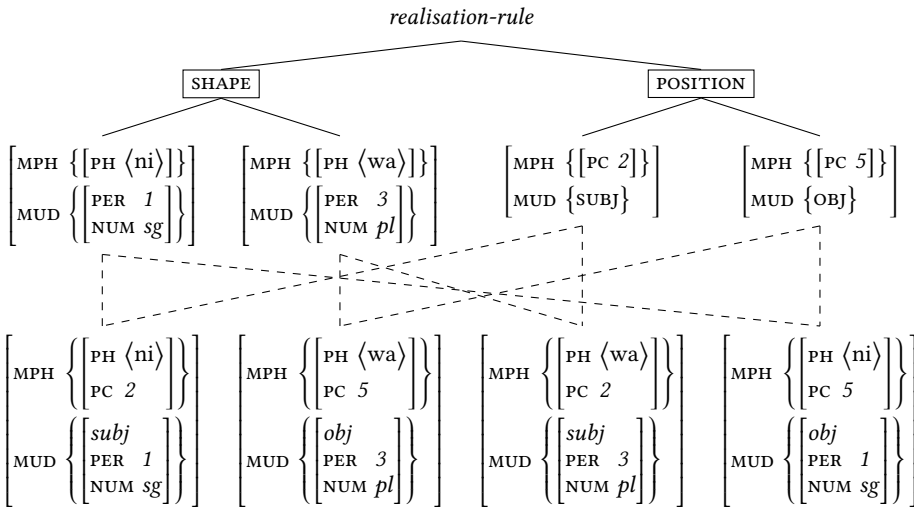 realisation-rule
SHAPE POSITION
[MPH {[PH ⟨ni⟩]}] [MPH {[PH ⟨wa⟩]}] [MPH {[PC 2]}] [MPH {[PC 5]}]
[MUD {[PER 1] [MUD {[PER 3] [MUD {SUBJ}] [MUD {OBJ}]
[NUM sg]}] [NUM pl]}]
[MPH {[PH ⟨ni⟩ [MPH {[PH ⟨wa⟩ [MPH {[PH ⟨wa⟩ [MPH {[PH ⟨ni⟩
PC 2]} PC 5]} PC 2]} PC 5]}
MUD {[subj MUD {[obj MUD {[subj MUD {[obj
PER 1 PER 3 PER 3 PER 1
NUM sg]}] NUM pl]}] NUM pl]}] NUM sg]}]